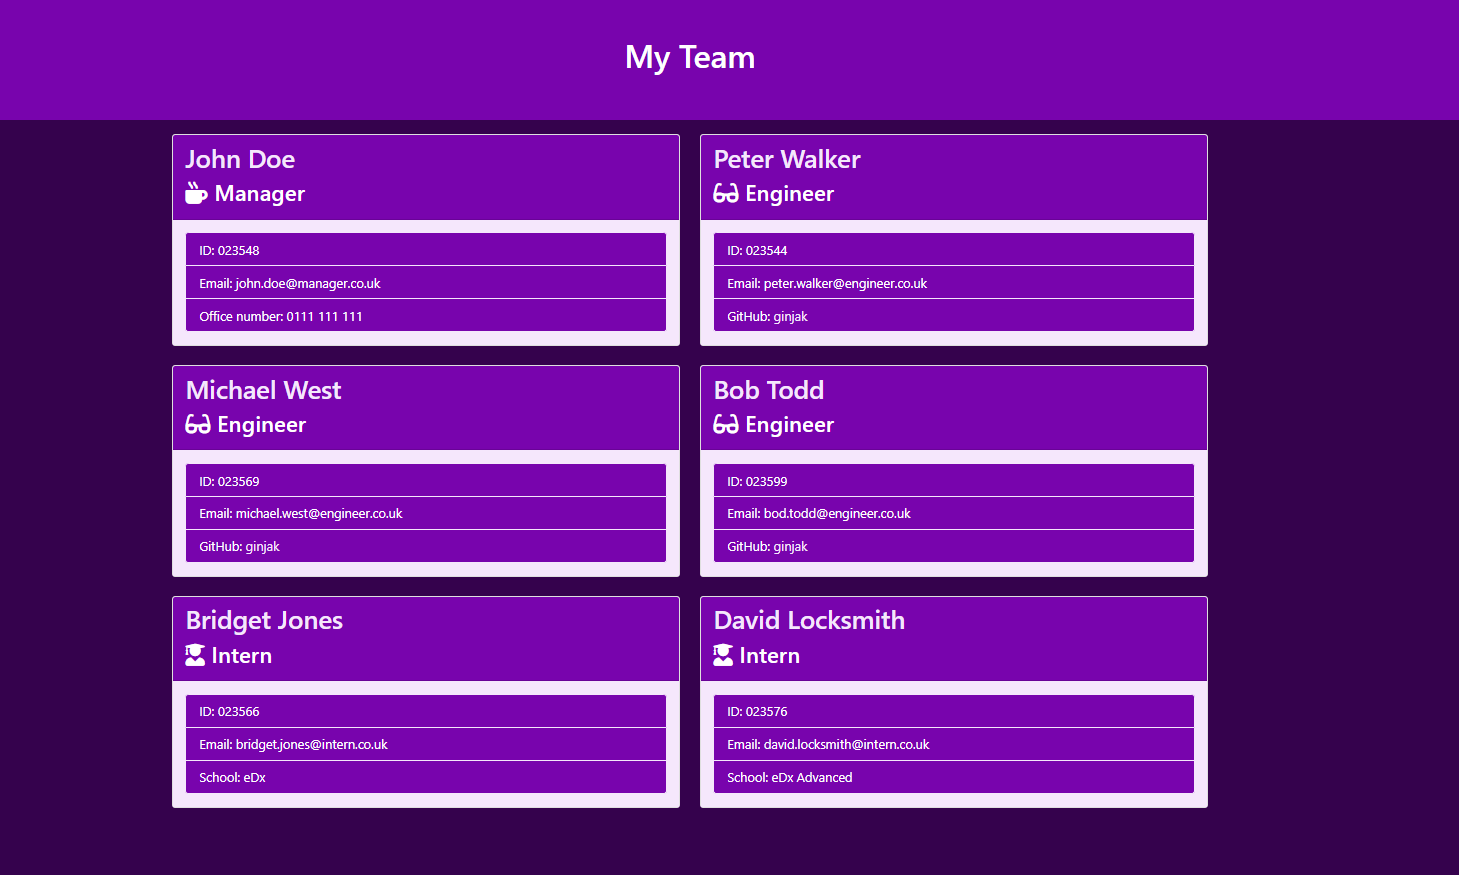 My Team
John Doe
Manager
ID: 023548
Email: john.doe@manager.co.uk
Office number: 0111 111 111
Peter Walker
Engineer
ID: 023544
Email: peter.walker@engineer.co.uk
GitHub: ginjak
Michael West
Engineer
ID: 023569
Email: michael.west@engineer.co.uk
GitHub: ginjak
Bob Todd
Engineer
ID: 023599
Email: bod.todd@engineer.co.uk
GitHub: ginjak
Bridget Jones
Intern
ID: 023566
Email: bridget.jones@intern.co.uk
School: eDx
David Locksmith
Intern
ID: 023576
Email: david.locksmith@intern.co.uk
School: eDx Advanced